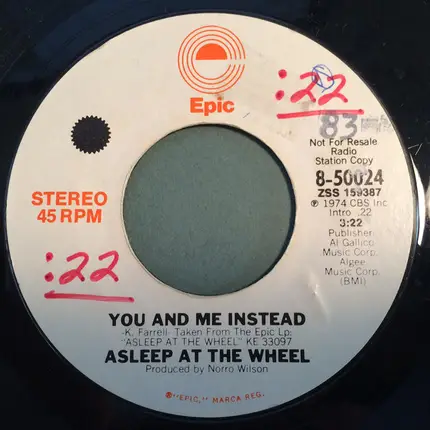 Epic
:22
83
Not For Resale
Radio
Station Copy
8-50024
ZSS 159387
℗ 1974 CBS Inc
Intro :22
3:22
Publisher
Al Gallico
Music Corp.
Algee
Music Corp.
(BMI)
STEREO
45 RPM
:22
YOU AND ME INSTEAD
-K. Farrell- Taken From The Epic Lp:
"ASLEEP AT THE WHEEL" KE 33097
ASLEEP AT THE WHEEL
Produced by Norro Wilson
®"EPIC," MARCA REG.